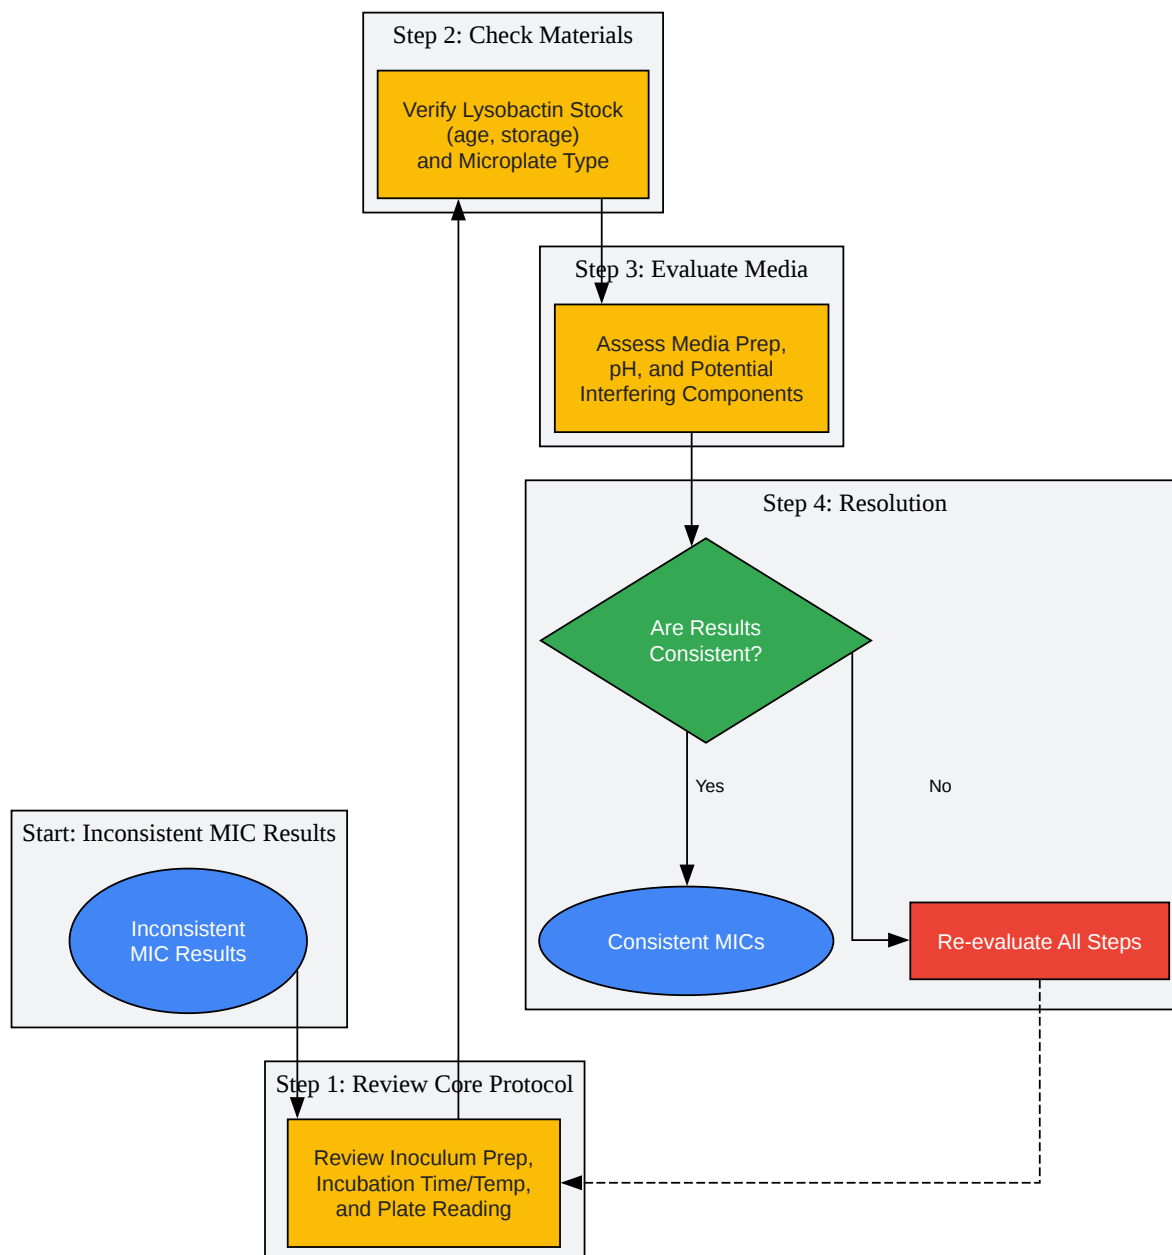 Step 2: Check Materials
Verify Lysobactin Stock
(age, storage)
and Microplate Type
Step 3: Evaluate Media
Assess Media Prep,
pH, and Potential
Interfering Components
Step 4: Resolution
Are Results
Consistent?
Yes
No
Start: Inconsistent MIC Results
Inconsistent
MIC Results
Consistent MICs
Re-evaluate All Steps
Step 1: Review Core Protocol
Review Inoculum Prep,
Incubation Time/Temp,
and Plate Reading